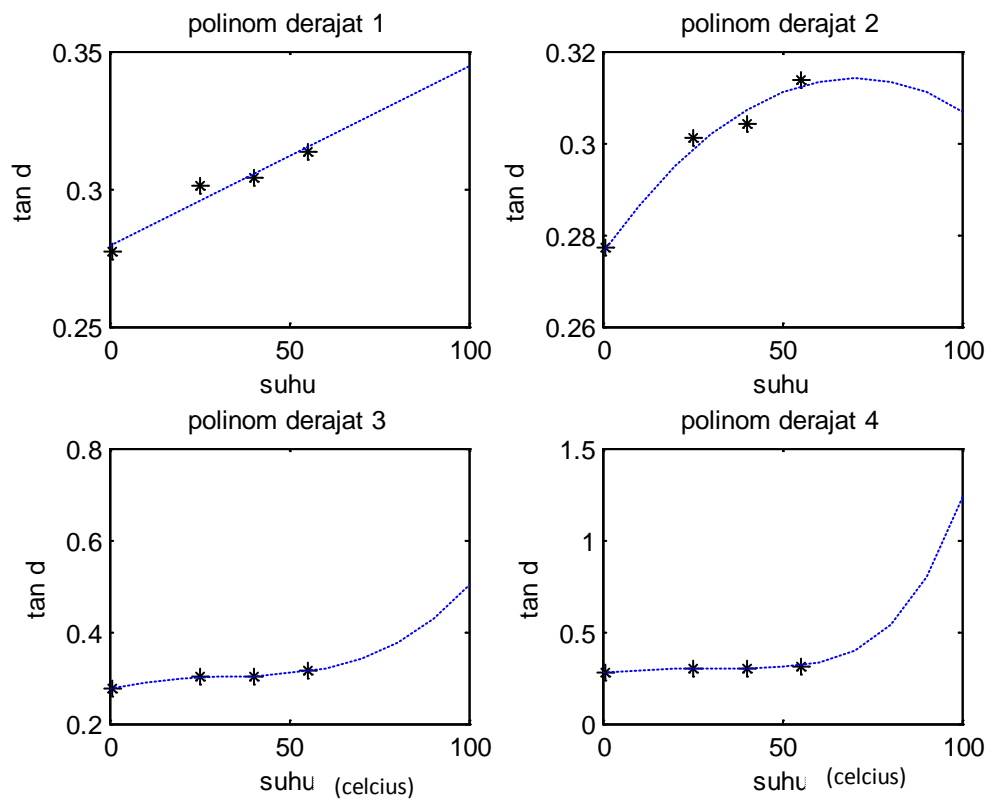 polinom derajat 1
0.35
0.3
0.25
tan d
0 50 100
suhu
polinom derajat 2
0.32
0.3
0.28
0.26
tan d
0 50 100
suhu
polinom derajat 3
0.8
0.6
0.4
0.2
tan d
0 50 100
suhu (celcius)
polinom derajat 4
1.5
1
0.5
0
tan d
0 50 100
suhu (celcius)